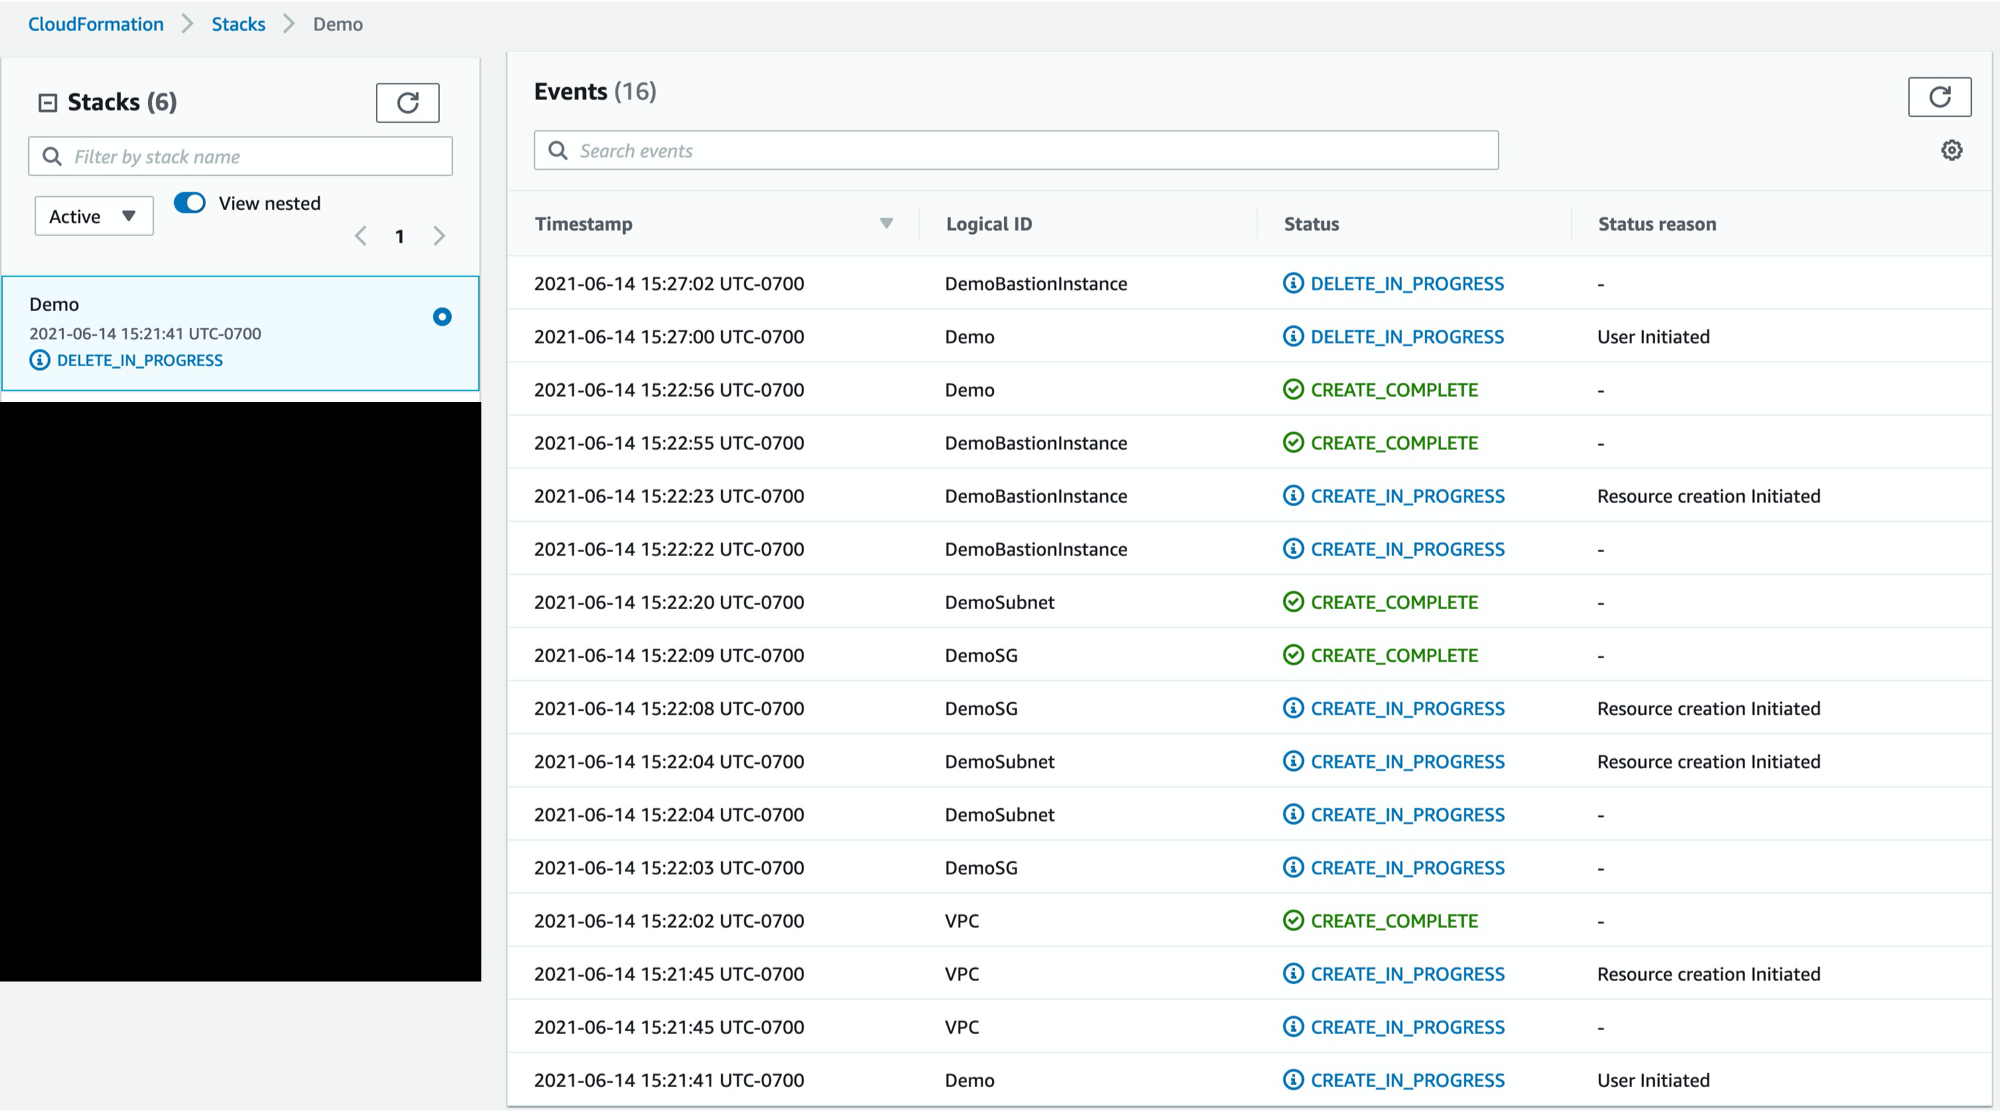 CloudFormation > Stacks > Demo
Stacks (6)
Filter by stack name
Active
View nested
1
Demo
2021-06-14 15:21:41 UTC-0700
DELETE_IN_PROGRESS
Events (16)
Search events
Timestamp Logical ID Status Status reason
2021-06-14 15:27:02 UTC-0700 DemoBastionInstance DELETE_IN_PROGRESS -
2021-06-14 15:27:00 UTC-0700 Demo DELETE_IN_PROGRESS User Initiated
2021-06-14 15:22:56 UTC-0700 Demo CREATE_COMPLETE -
2021-06-14 15:22:55 UTC-0700 DemoBastionInstance CREATE_COMPLETE -
2021-06-14 15:22:23 UTC-0700 DemoBastionInstance CREATE_IN_PROGRESS Resource creation Initiated
2021-06-14 15:22:22 UTC-0700 DemoBastionInstance CREATE_IN_PROGRESS -
2021-06-14 15:22:20 UTC-0700 DemoSubnet CREATE_COMPLETE -
2021-06-14 15:22:09 UTC-0700 DemoSG CREATE_COMPLETE -
2021-06-14 15:22:08 UTC-0700 DemoSG CREATE_IN_PROGRESS Resource creation Initiated
2021-06-14 15:22:04 UTC-0700 DemoSubnet CREATE_IN_PROGRESS Resource creation Initiated
2021-06-14 15:22:04 UTC-0700 DemoSubnet CREATE_IN_PROGRESS -
2021-06-14 15:22:03 UTC-0700 DemoSG CREATE_IN_PROGRESS -
2021-06-14 15:22:02 UTC-0700 VPC CREATE_COMPLETE -
2021-06-14 15:21:45 UTC-0700 VPC CREATE_IN_PROGRESS Resource creation Initiated
2021-06-14 15:21:45 UTC-0700 VPC CREATE_IN_PROGRESS -
2021-06-14 15:21:41 UTC-0700 Demo CREATE_IN_PROGRESS User Initiated